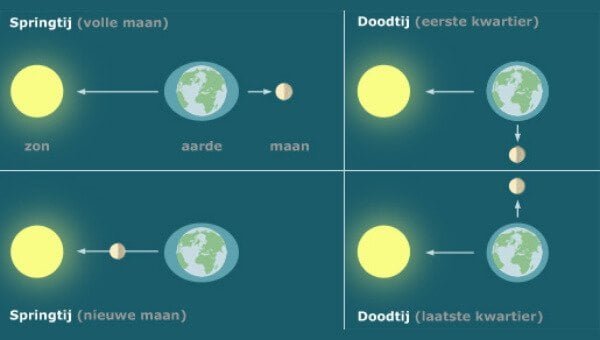 Springtij (volle maan)
zon
aarde
maan
Doodtij (eerste kwartier)
Springtij (nieuwe maan)
Doodtij (laatste kwartier)